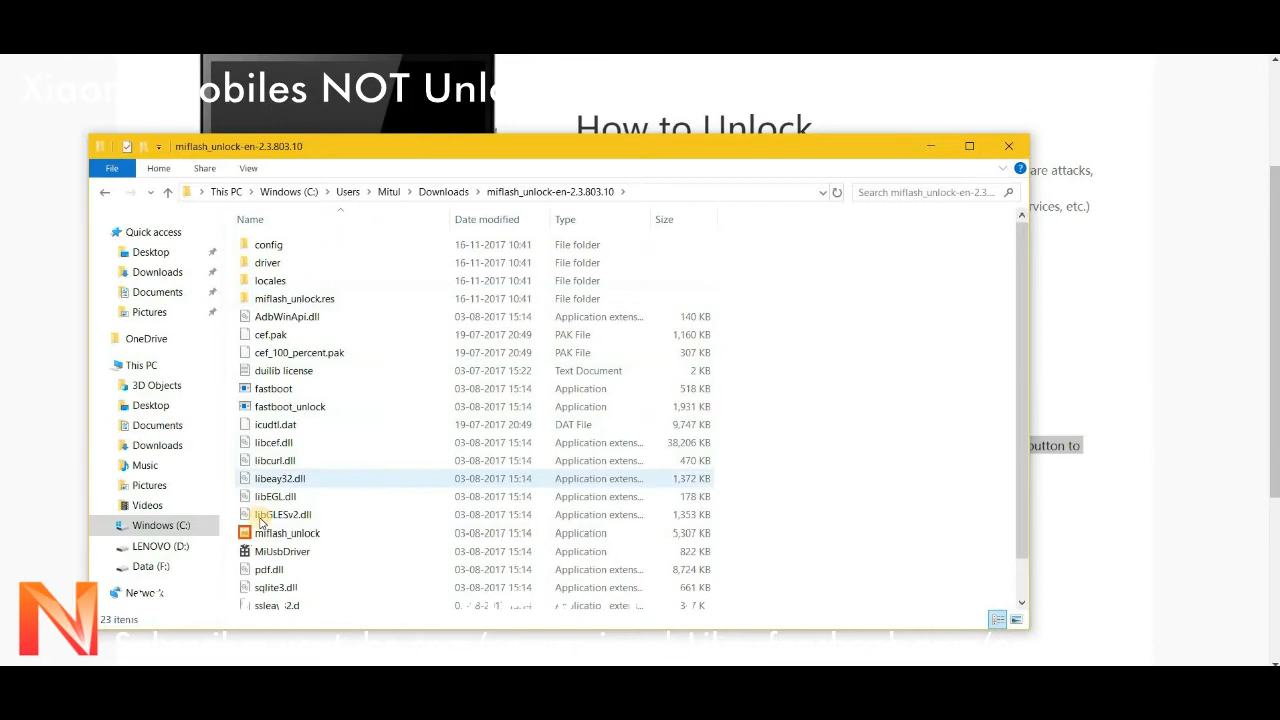 obiles NOT
How to Unlock
are attacks,
rvices, etc.)
button to
miflash_unlock-en-2.3.803.10
File Home Share View
This PC Windows (C:) Users Mitul Downloads miflash_unlock-en-2.3.803.10 Search miflash_unlock-en-2.3...
Name Date modified Type Size
Quick access
Desktop
Downloads
Documents
Pictures
OneDrive
This PC
3D Objects
Desktop
Documents
Downloads
Music
Pictures
Videos
Windows (C:)
LENOVO (D:)
Data (F:)
config 16-11-2017 10:41 File folder
driver 16-11-2017 10:41 File folder
locales 16-11-2017 10:41 File folder
miflash_unlock.res 16-11-2017 10:41 File folder
AdbWinApi.dll 03-08-2017 15:14 Application extens... 140 KB
cef.pak 19-07-2017 20:49 PAK File 1,160 KB
cef_100_percent.pak 19-07-2017 20:49 PAK File 307 KB
duilib license 03-07-2017 15:22 Text Document 2 KB
fastboot 03-08-2017 15:14 Application 518 KB
fastboot_unlock 03-08-2017 15:14 Application 1,931 KB
icudtl.dat 19-07-2017 20:49 DAT File 9,747 KB
libcef.dll 03-08-2017 15:14 Application extens... 38,206 KB
libcurl.dll 03-08-2017 15:14 Application extens... 470 KB
libeay32.dll 03-08-2017 15:14 Application extens... 1,372 KB
libEGL.dll 03-08-2017 15:14 Application extens... 178 KB
libGLESv2.dll 03-08-2017 15:14 Application extens... 1,353 KB
miflash_unlock 03-08-2017 15:14 Application 5,307 KB
MiUsbDriver 03-08-2017 15:14 Application 822 KB
pdf.dll 03-08-2017 15:14 Application extens... 8,724 KB
sqlite3.dll 03-08-2017 15:14 Application extens... 661 KB
23 items
N